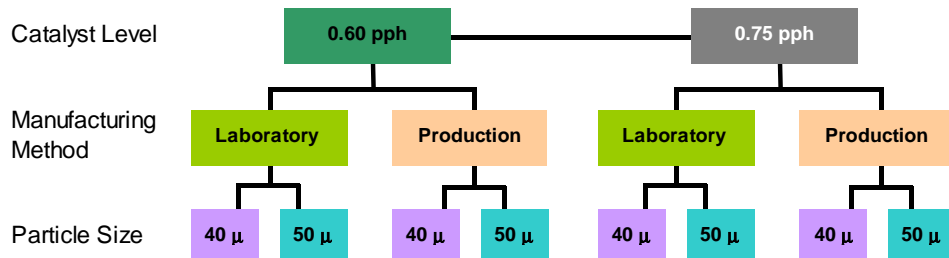 Catalyst Level
0.60 pph
0.75 pph
Manufacturing
Method
Laboratory
Production
Laboratory
Production
Particle Size
40 μ
50 μ
40 μ
50 μ
40 μ
50 μ
40 μ
50 μ